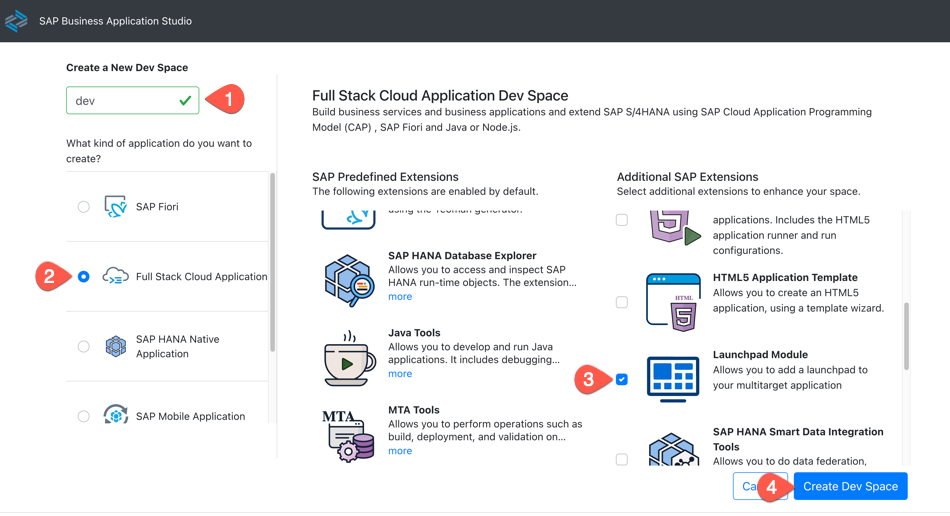 SAP Business Application Studio
Create a New Dev Space
dev
1
What kind of application do you want to
create?
SAP Fiori
2
Full Stack Cloud Application
SAP HANA Native
Application
SAP Mobile Application
Full Stack Cloud Application Dev Space
Build business services and business applications and extend SAP S/4HANA using SAP Cloud Application Programming
Model (CAP) , SAP Fiori and Java or Node.js.
SAP Predefined Extensions
The following extensions are enabled by default.
using the Yeoman generator.
SAP HANA Database Explorer
Allows you to access and inspect SAP
HANA run-time objects. The extension...
more
Java Tools
Allows you to develop and run Java
applications. It includes debugging...
more
MTA
MTA Tools
Allows you to perform operations such as
build, deployment, and validation on...
more
Additional SAP Extensions
Select additional extensions to enhance your space.
applications. Includes the HTML5
application runner and run
configurations.
HTML
5
HTML5 Application Template
Allows you to create an HTML5
application, using a template wizard.
3
Launchpad Module
Allows you to add a launchpad to
your multitarget application
SAP HANA Smart Data Integration
Tools
Allows you to do data federation,
Ca
4
Create Dev Space